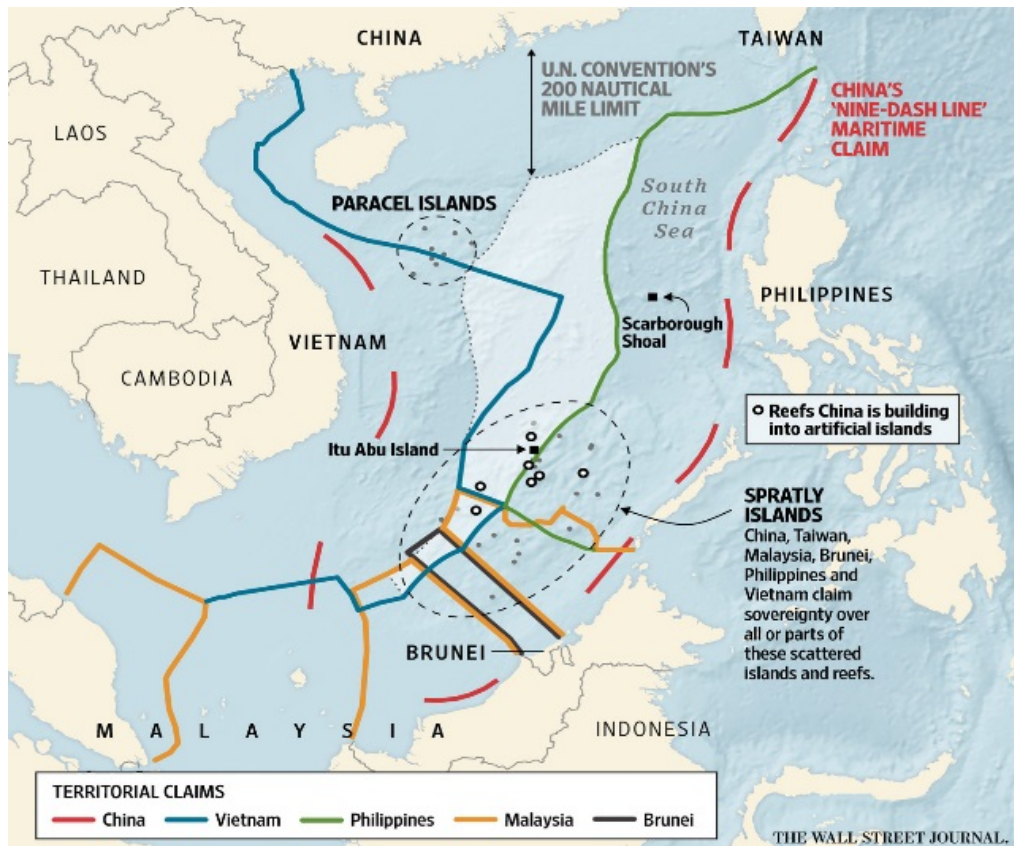 CHINA
TAIWAN
U.N. CONVENTION'S
200 NAUTICAL
MILE LIMIT
CHINA'S
'NINE-DASH LINE'
MARITIME
CLAIM
LAOS
South
China
Sea
PARACEL ISLANDS
THAILAND
PHILIPPINES
Scarborough
Shoal
VIETNAM
CAMBODIA
Reefs China is building
into artificial islands
Itu Abu Island
SPRATLY
ISLANDS
China, Taiwan,
Malaysia, Brunei,
Philippines and
Vietnam claim
sovereignty over
all or parts of
these scattered
islands and reefs.
BRUNEI
MALAYSIA
INDONESIA
TERRITORIAL CLAIMS
China Vietnam Philippines Malaysia Brunei
THE WALL STREET JOURNAL.